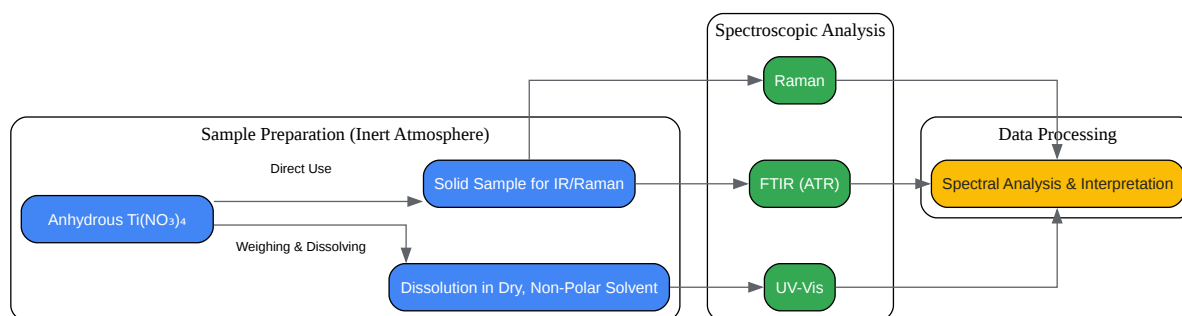 Spectroscopic Analysis
Raman
Sample Preparation (Inert Atmosphere)
Data Processing
Direct Use
Solid Sample for IR/Raman
FTIR (ATR)
Spectral Analysis & Interpretation
Anhydrous Ti(NO₃)₄
Weighing & Dissolving
Dissolution in Dry, Non-Polar Solvent
UV-Vis